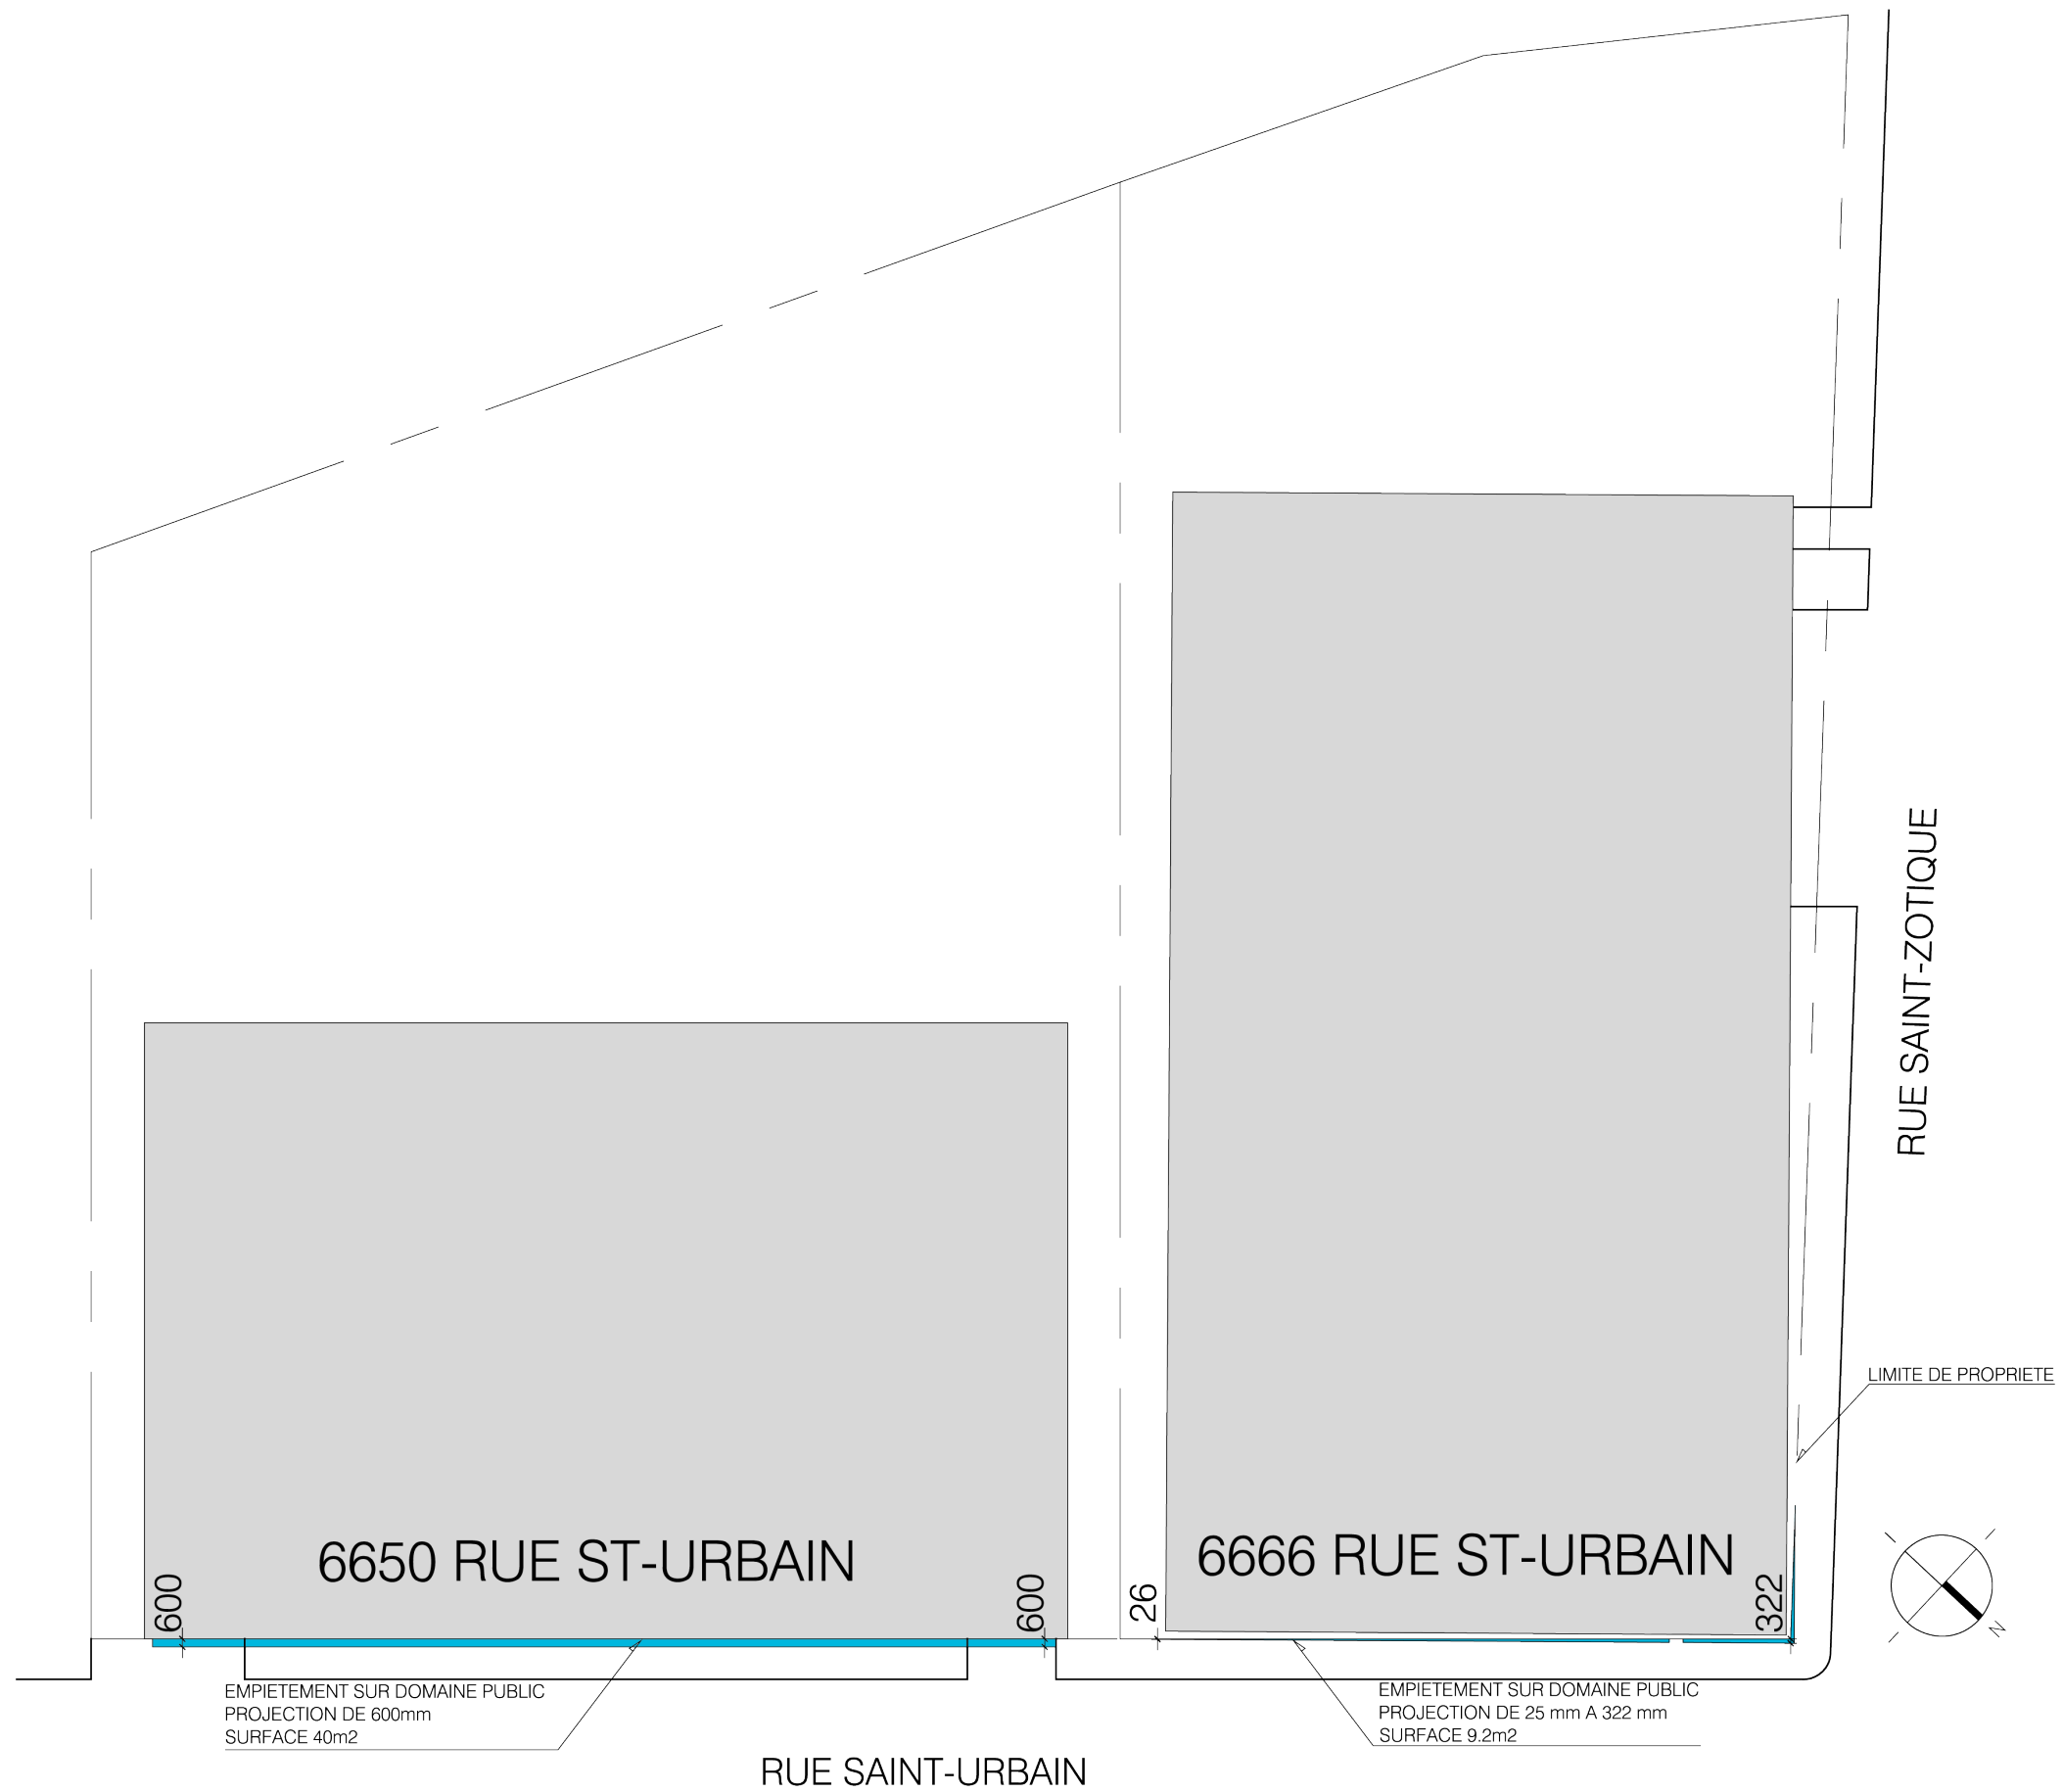 RUE SAINT-ZOTIQUE
LIMITE DE PROPRIETE
6650 RUE ST-URBAIN
6666 RUE ST-URBAIN
600
600
26
322
N
EMPIETEMENT SUR DOMAINE PUBLIC
PROJECTION DE 600mm
SURFACE 40m2
EMPIETEMENT SUR DOMAINE PUBLIC
PROJECTION DE 25 mm A 322 mm
SURFACE 9.2m2
RUE SAINT-URBAIN